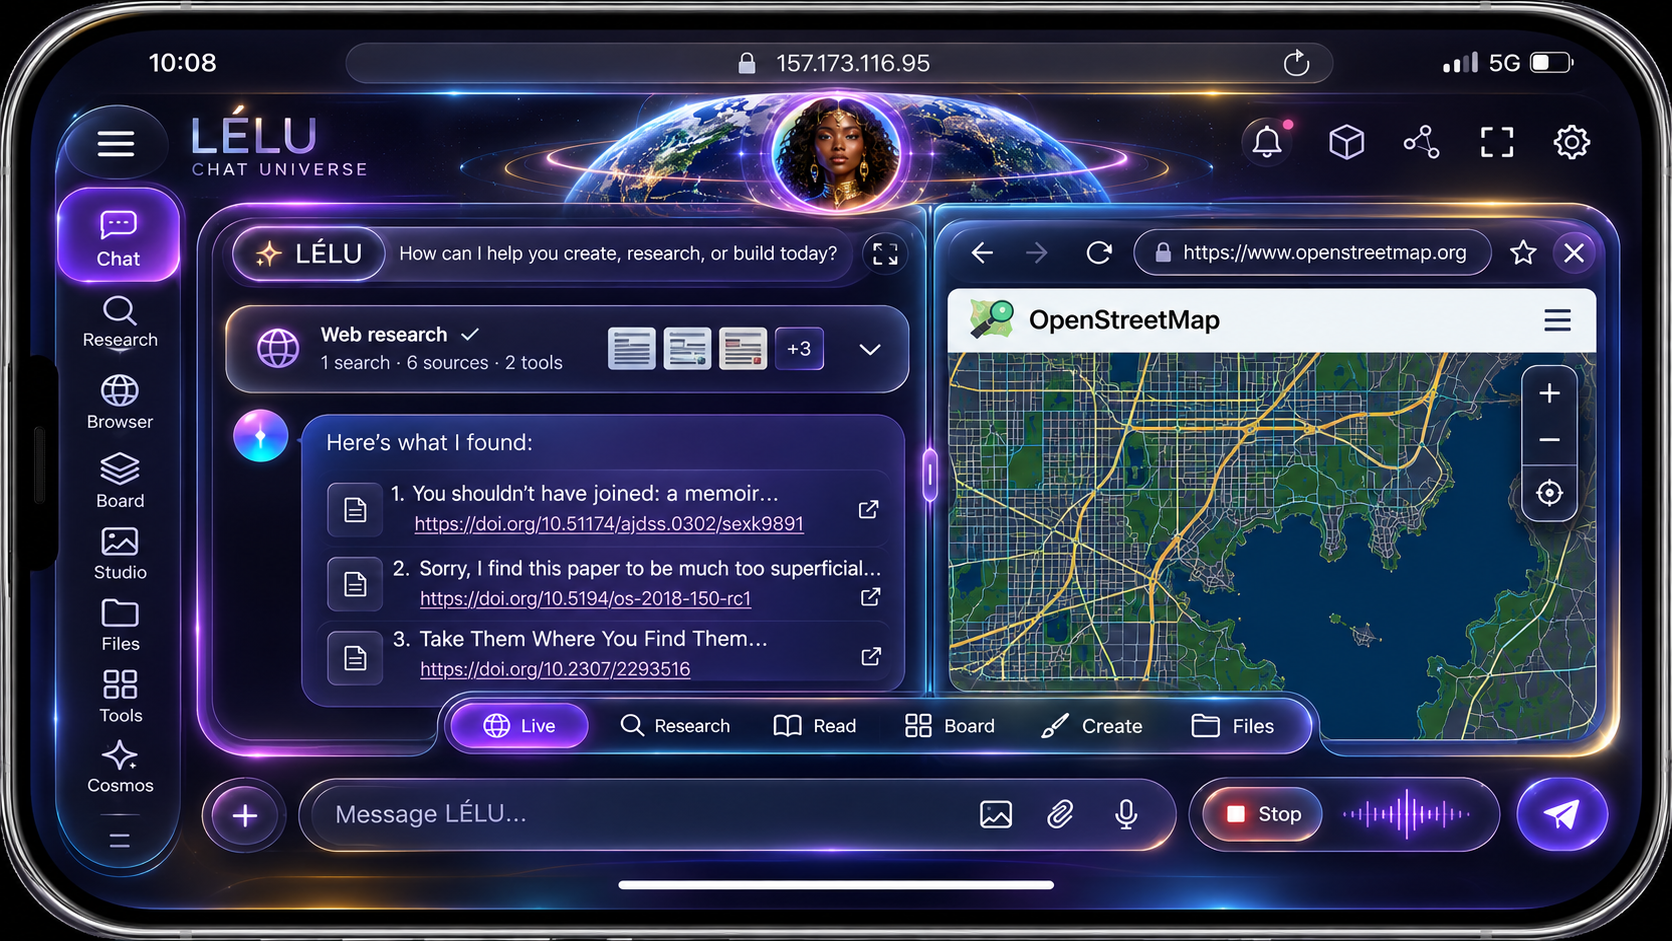 10:08
157.173.116.95
5G
LÉLU
CHAT UNIVERSE
Chat
Research
Browser
Board
Studio
Files
Tools
Cosmos
LÉLU
How can I help you create, research, or build today?
Web research
1 search · 6 sources · 2 tools
+3
Here's what I found:
1. You shouldn't have joined: a memoir...
https://doi.org/10.51174/ajdss.0302/sexk9891
2. Sorry, I find this paper to be much too superficial...
https://doi.org/10.5194/os-2018-150-rc1
3. Take Them Where You Find Them...
https://doi.org/10.2307/2293516
https://www.openstreetmap.org
OpenStreetMap
Live
Research
Read
Board
Create
Files
Message LÉLU...
Stop